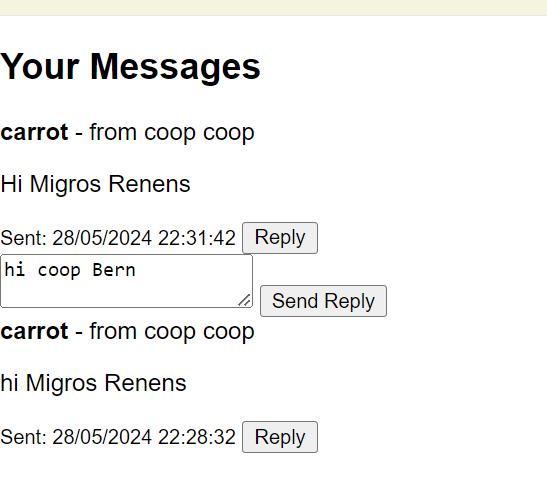 Your Messages
carrot - from coop coop
Hi Migros Renens
Sent: 28/05/2024 22:31:42 Reply
hi coop Bern
Send Reply
carrot - from coop coop
hi Migros Renens
Sent: 28/05/2024 22:28:32 Reply